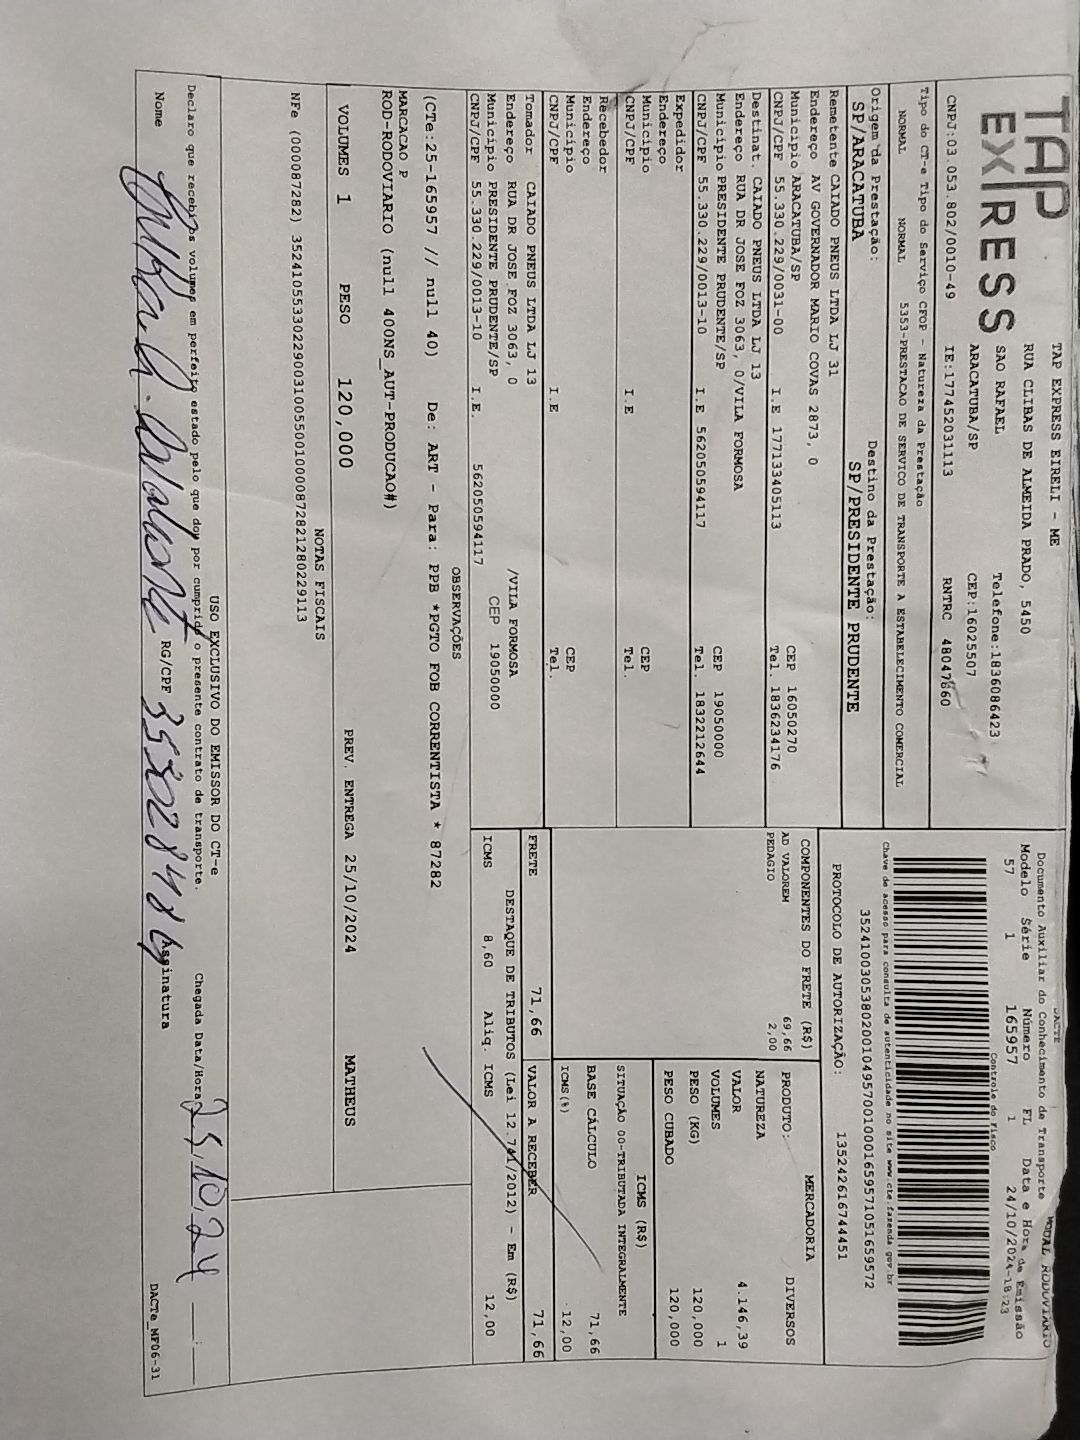 TAP
EXPRESS
TAP EXPRESS EIRELI - ME
RUA CLIBAS DE ALMEIDA PRADO, 5450
SAO RAFAEL Telefone:1836086423
ARACATUBA/SP CEP:16025507
CNPJ:03.053.802/0010-49 IE:177452031113 RNTRC 48047660
DACTE
Documento Auxiliar do Conhecimento de Transporte
Modelo Série Número FL Data e Hora de Emissão
57 1 165957 1 24/10/2024-18:23
Controle do Fisco
Chave de acesso para consulta de autenticidade no site www.cte.fazenda.gov.br
35241003053802001049570010001659571051659572
PROTOCOLO DE AUTORIZAÇÃO: 135242616744451
Tipo do CT-e Tipo do Serviço CFOP - Natureza da Prestação
NORMAL NORMAL 5353-PRESTACAO DE SERVICO DE TRANSPORTE A ESTABELECIMENTO COMERCIAL
Origem da Prestação: Destino da Prestação:
SP/ARACATUBA SP/PRESIDENTE PRUDENTE
Remetente CAIADO PNEUS LTDA LJ 31
Endereço AV GOVERNADOR MARIO COVAS 2873, 0
Município ARACATUBA/SP CEP 16050270
CNPJ/CPF 55.330.229/0031-00 I.E 177133405113 Tel. 1836234176
Destinat. CAIADO PNEUS LTDA LJ 13
Endereço RUA DR JOSE FOZ 3063, 0/VILA FORMOSA
Município PRESIDENTE PRUDENTE/SP CEP 19050000
CNPJ/CPF 55.330.229/0013-10 I.E 562050594117 Tel. 1832212644
Expedidor
Endereço
Município CEP
CNPJ/CPF I.E Tel.
Recebedor
Endereço
Município CEP
CNPJ/CPF I.E Tel.
Tomador CAIADO PNEUS LTDA LJ 13
Endereço RUA DR JOSE FOZ 3063, 0 /VILA FORMOSA
Município PRESIDENTE PRUDENTE/SP CEP 19050000
CNPJ/CPF 55.330.229/0013-10 I.E. 562050594117
COMPONENTES DO FRETE (R$)
AD VALOREM 69,66
PEDAGIO 2,00
FRETE 71,66
MERCADORIA
PRODUTO: DIVERSOS
NATUREZA
VALOR 4.146,39
VOLUMES 1
PESO (KG) 120,000
PESO CUBADO 120,000
ICMS (R$)
SITUAÇÃO 00-TRIBUTADA INTEGRALMENTE
BASE CÁLCULO 71,66
ICMS(%) 12,00
VALOR A RECEBER 71,66
DESTAQUE DE TRIBUTOS (Lei 12.741/2012) - Em (R$)
ICMS 8,60 Aliq. ICMS 12,00
OBSERVAÇÕES
(CTe:25-165957 // null 40) De: ART - Para: PPB *PGTO FOB CORRENTISTA * 87282
MARCACAO P
ROD-RODOVIARIO (null 400NS_AUT-PRODUCAO#)
VOLUMES 1 PESO 120,000 PREV. ENTREGA 25/10/2024 MATHEUS
NOTAS FISCAIS
NFe (000087282) 35241055330229003100550010000872821280229113
USO EXCLUSIVO DO EMISSOR DO CT-e
Declaro que recebi os volumes em perfeito estado pelo que dou por cumprido o presente contrato de transporte. Chegada Data/Hora 25.10.24 __:__
Nome RG/CPF Assinatura
DACTe_NF06-31